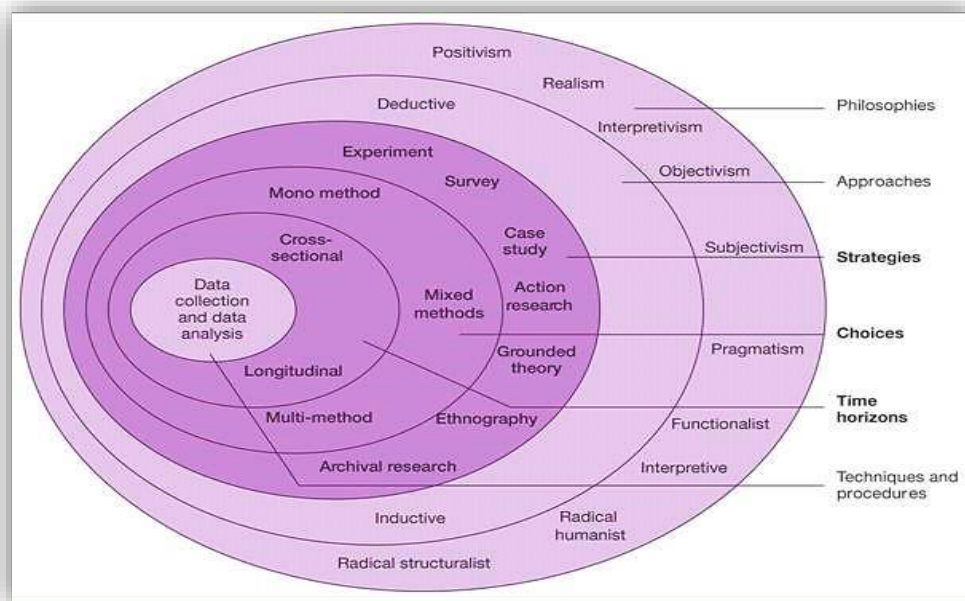 Positivism
Realism
Philosophies
Deductive
Interpretivism
Experiment
Objectivism
Approaches
Survey
Mono method
Case
study
Subjectivism
Strategies
Cross-
sectional
Data
collection
and data
analysis
Mixed
methods
Action
research
Choices
Pragmatism
Grounded
theory
Longitudinal
Time
horizons
Multi-method
Ethnography
Functionalist
Archival research
Interpretive
Techniques and
procedures
Inductive
Radical
humanist
Radical structuralist